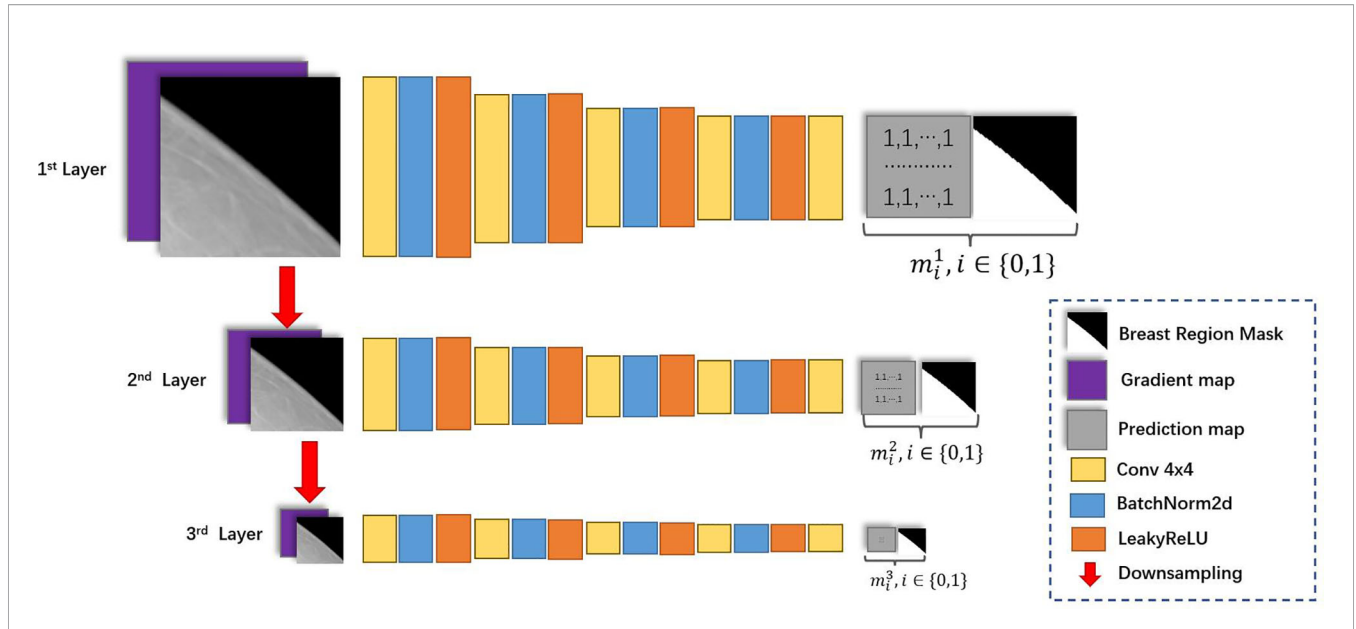 1st Layer
1,1,⋯,1
⋯⋯⋯⋯
1,1,⋯,1
m_i^1, i ∈ {0,1}
2nd Layer
1,1,⋯,1
⋯⋯⋯⋯
1,1,⋯,1
m_i^2, i ∈ {0,1}
3rd Layer
m_i^3, i ∈ {0,1}
Breast Region Mask
Gradient map
Prediction map
Conv 4x4
BatchNorm2d
LeakyReLU
Downsampling